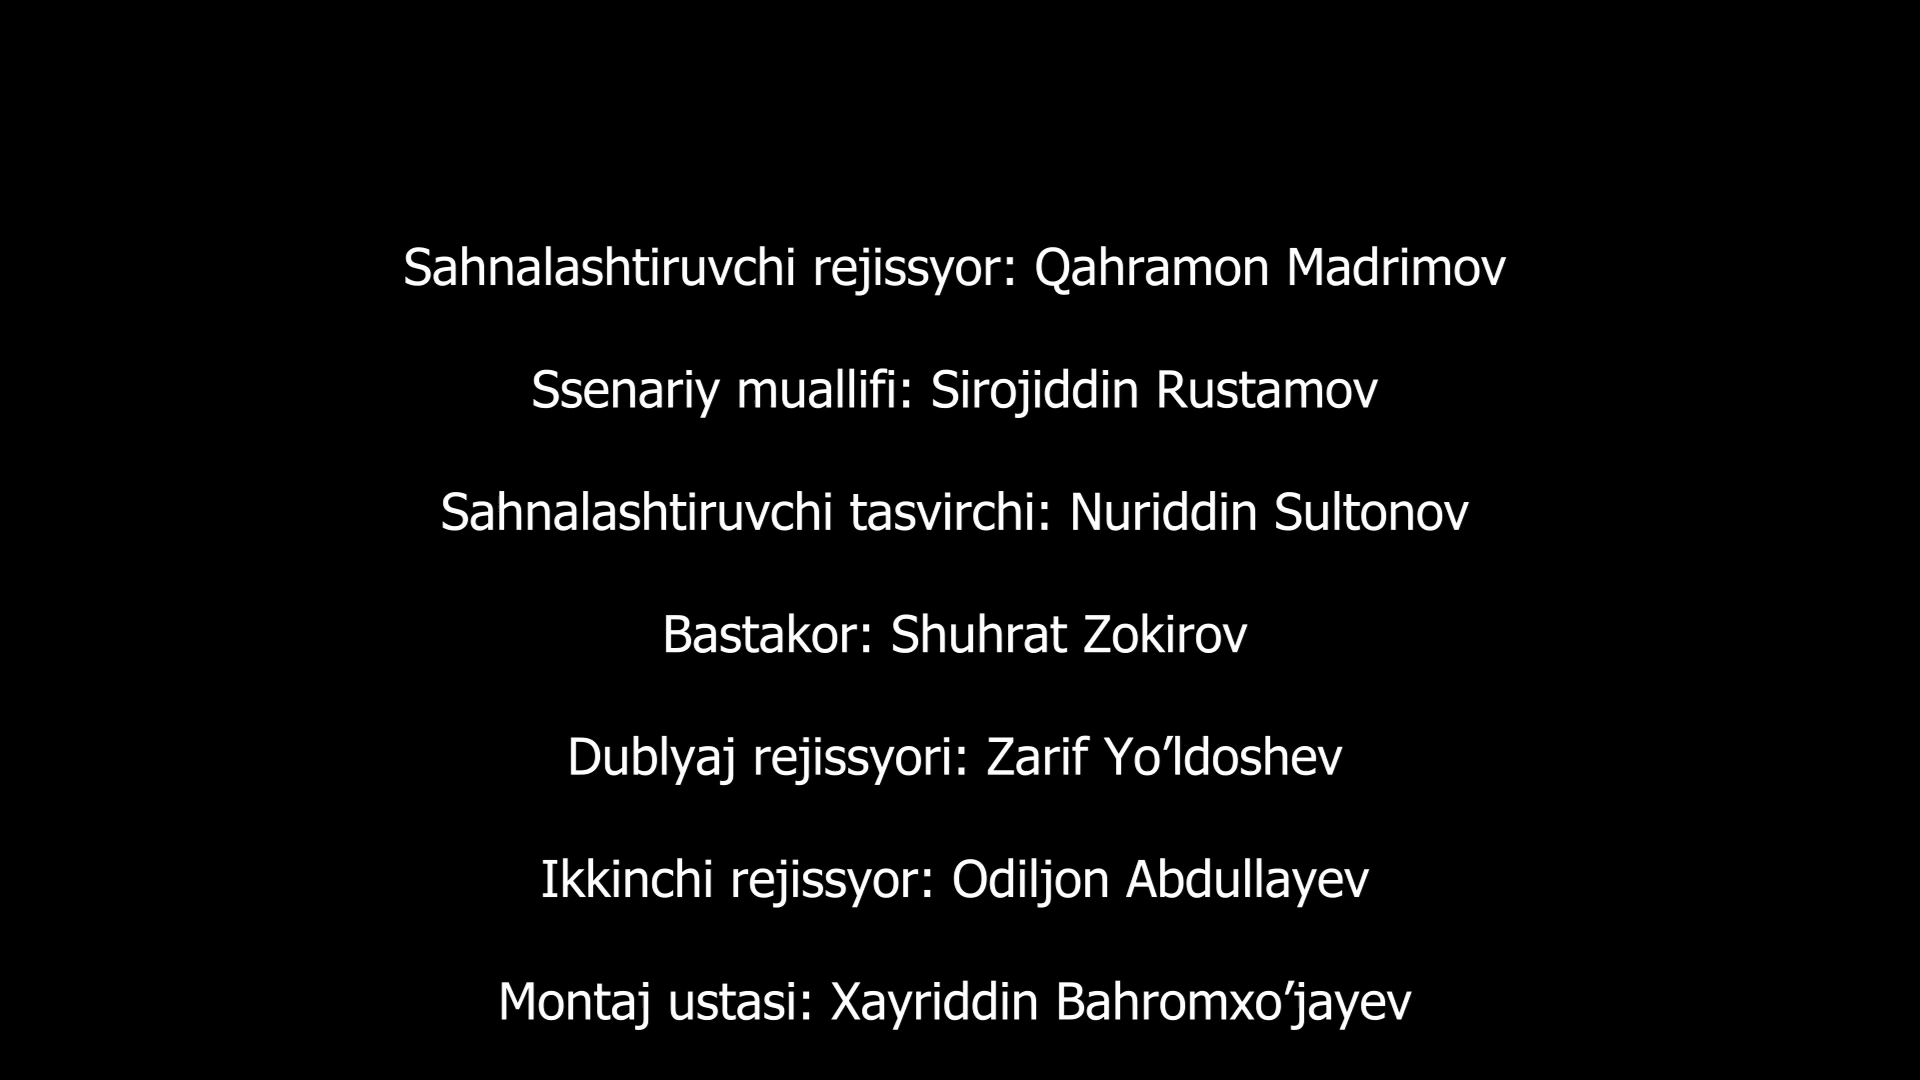 Sahnalashtiruvchi rejissyor: Qahramon Madrimov
Ssenariy muallifi: Sirojiddin Rustamov
Sahnalashtiruvchi tasvirchi: Nuriddin Sultonov
Bastakor: Shuhrat Zokirov
Dublyaj rejissyori: Zarif Yo’ldoshev
Ikkinchi rejissyor: Odiljon Abdullayev
Montaj ustasi: Xayriddin Bahromxo’jayev